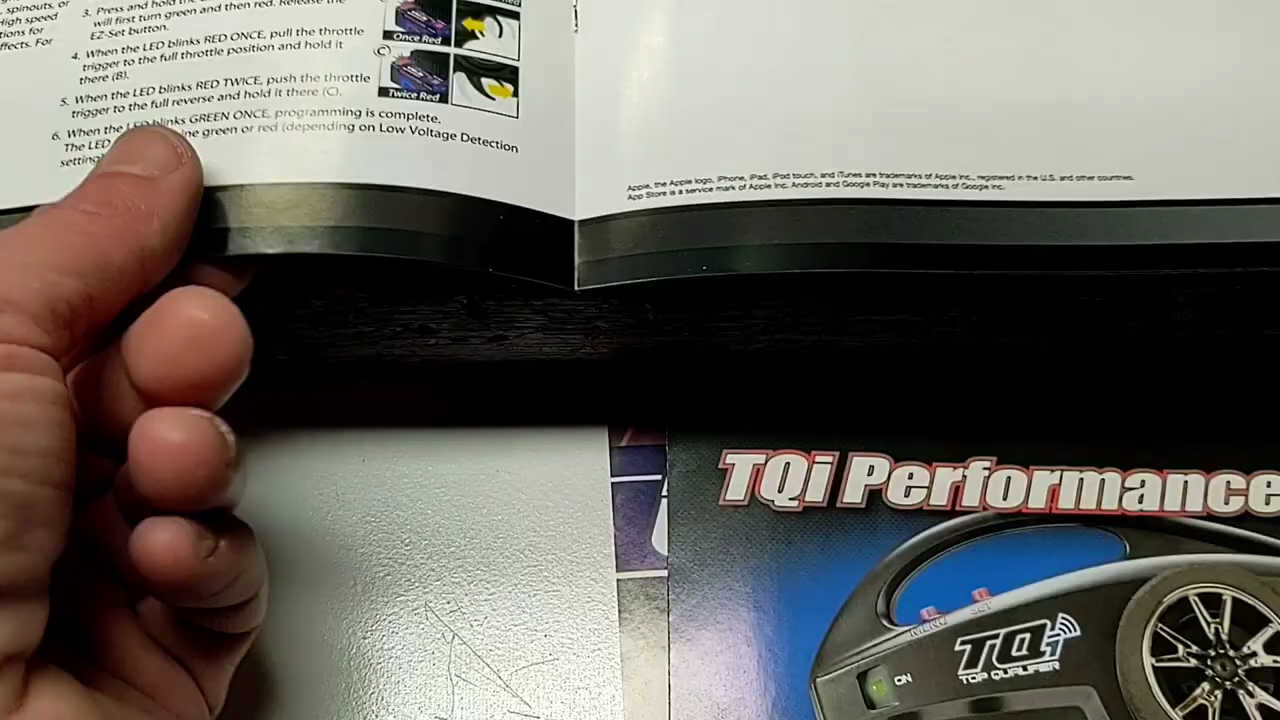 spinouts, or
High speed
tions for
ffects. For
3. Press and hold the
will first turn green and then red. Release the
EZ-Set button.
4. When the LED blinks RED ONCE, pull the throttle
trigger to the full throttle position and hold it
there (B).
5. When the LED blinks RED TWICE, push the throttle
trigger to the full reverse and hold it there (C).
6. When the LED blinks GREEN ONCE, programming is complete.
The LED green or red (depending on Low Voltage Detection
setting
Once Red
C
Twice Red
Apple, the Apple logo, iPhone, iPad, iPod touch, and iTunes are trademarks of Apple Inc., registered in the U.S. and other countries.
App Store is a service mark of Apple Inc. Android and Google Play are trademarks of Google Inc.
TQi Performance
MENU
SET
TQi
TOP QUALIFIER
ON